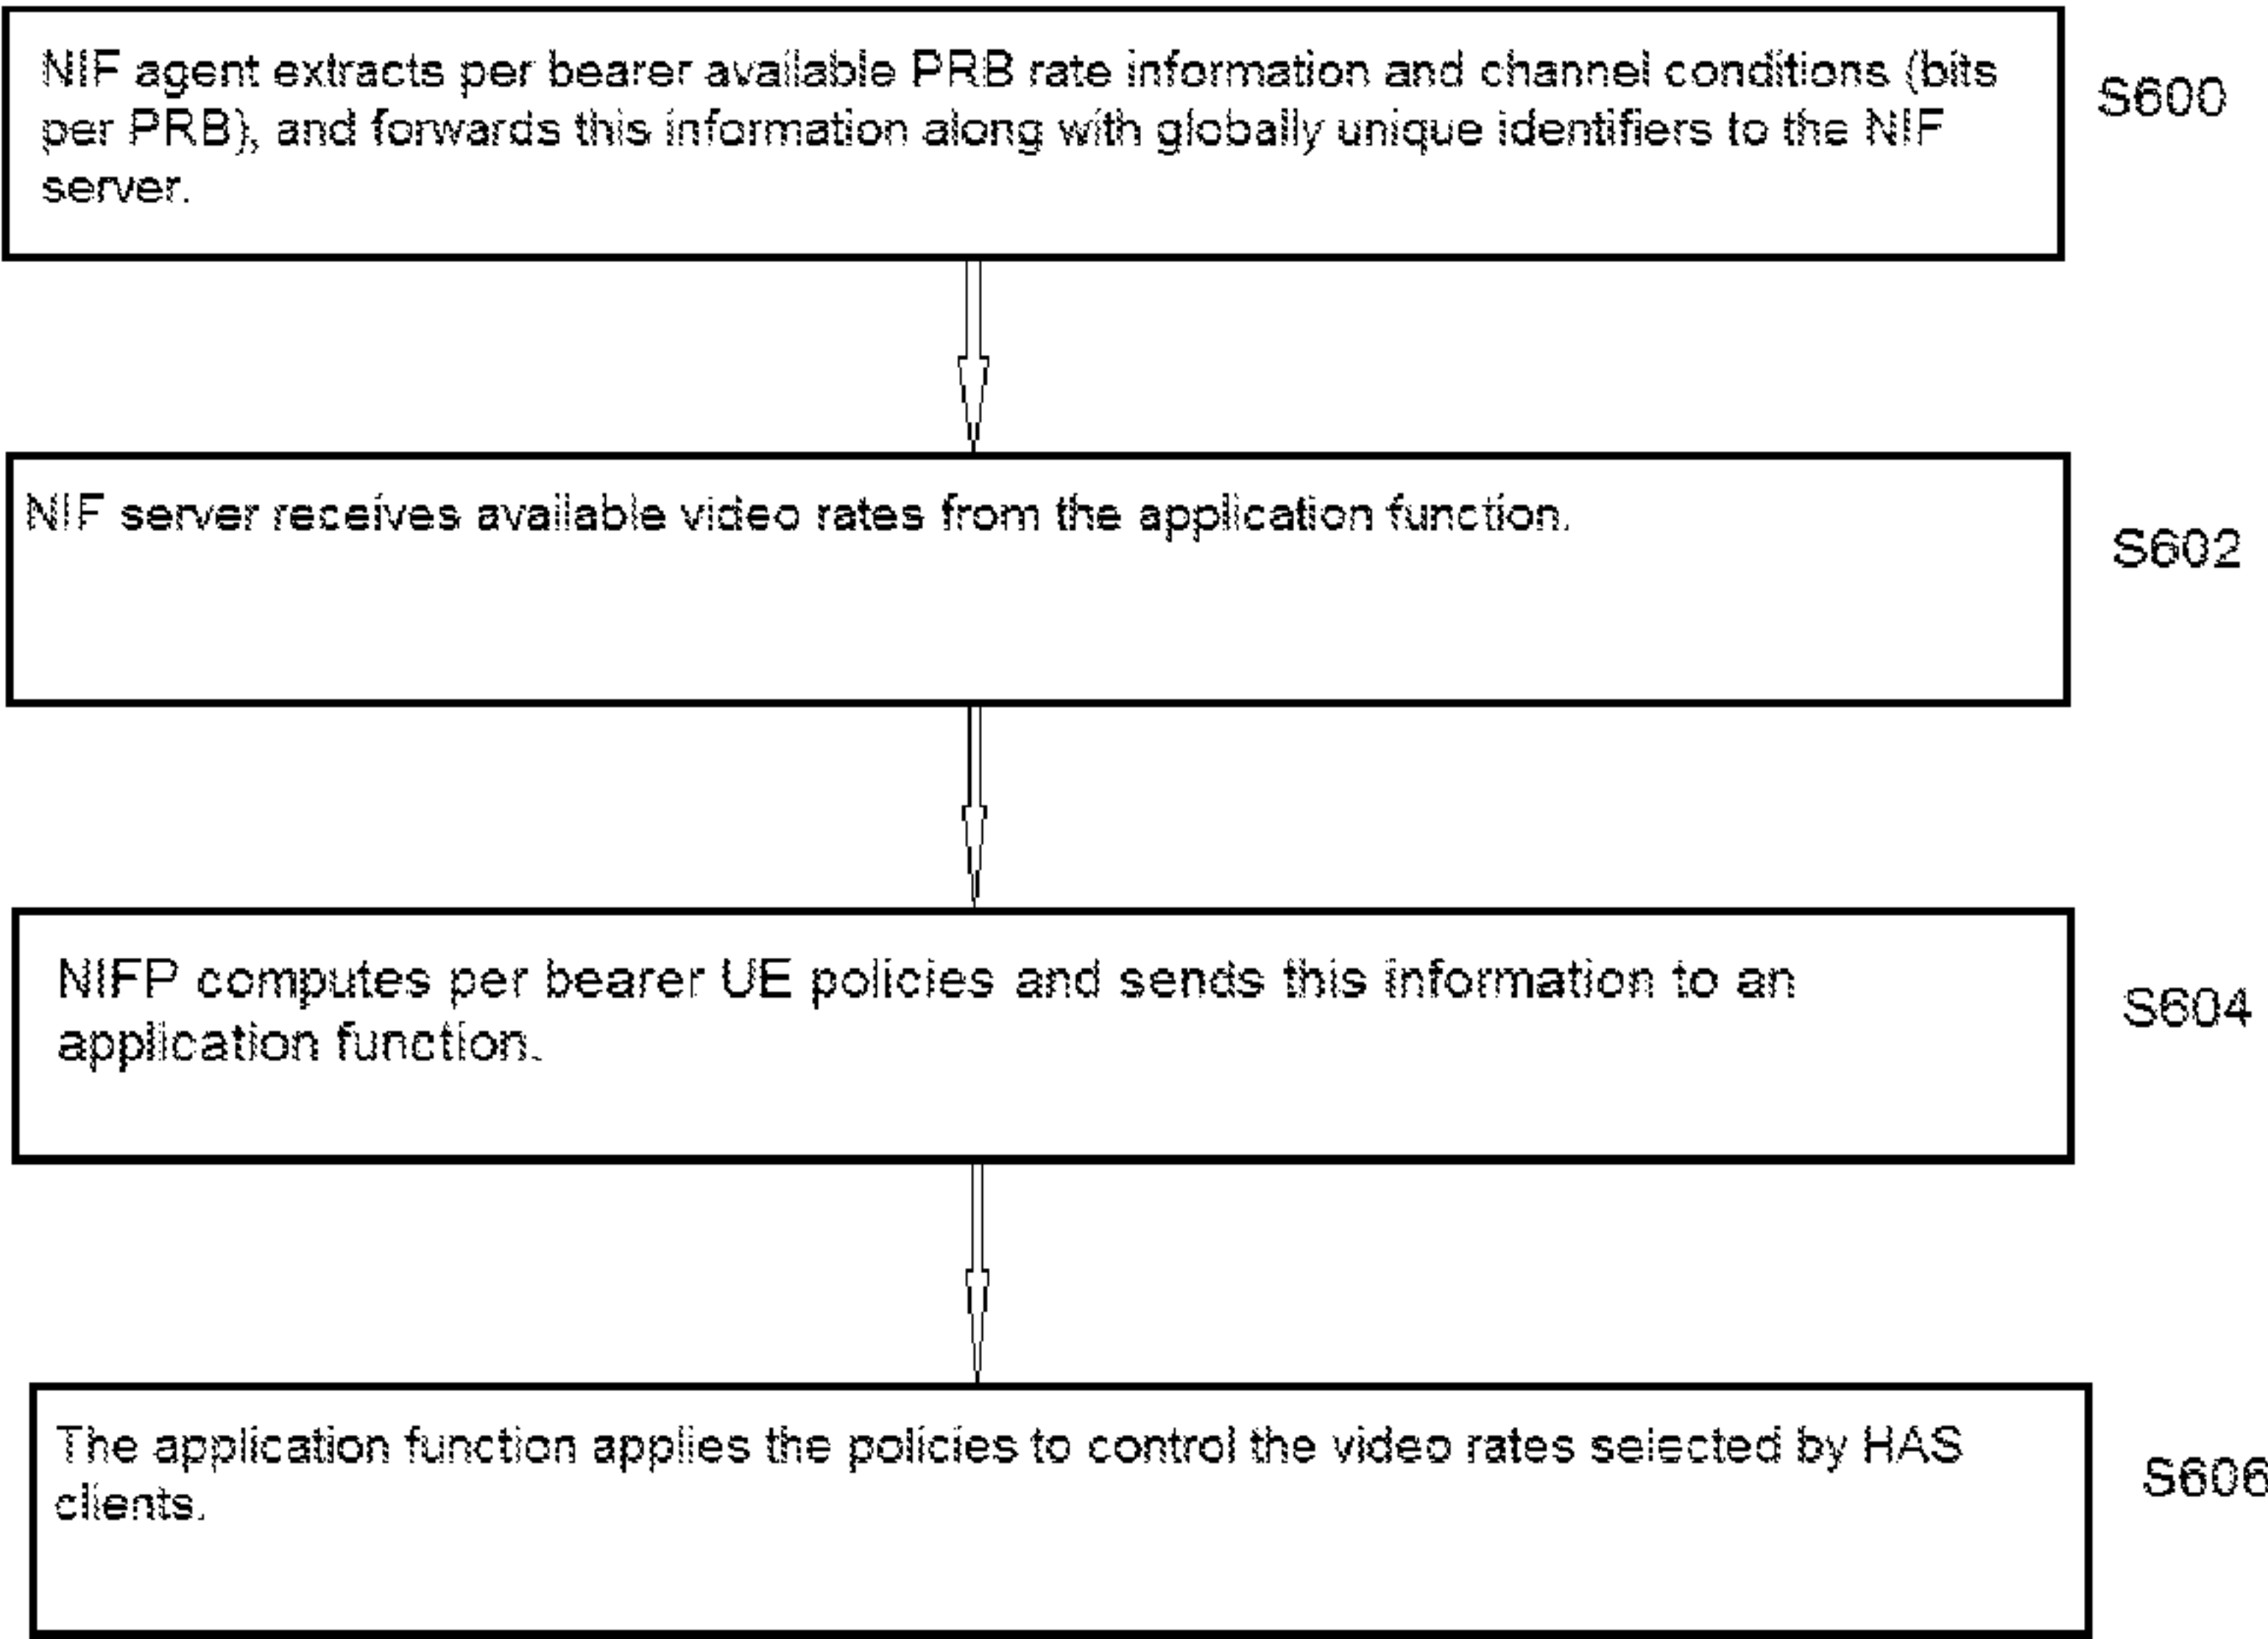 NIF agent extracts per bearer available PRB rate information and channel conditions (bits
per PRB), and forwards this information along with globally unique identifiers to the NIF
server.
S600
NIF server receives available video rates from the application function.
S602
NIFP computes per bearer UE policies and sends this information to an
application function.
S604
The application function applies the policies to control the video rates selected by HAS
clients.
S606